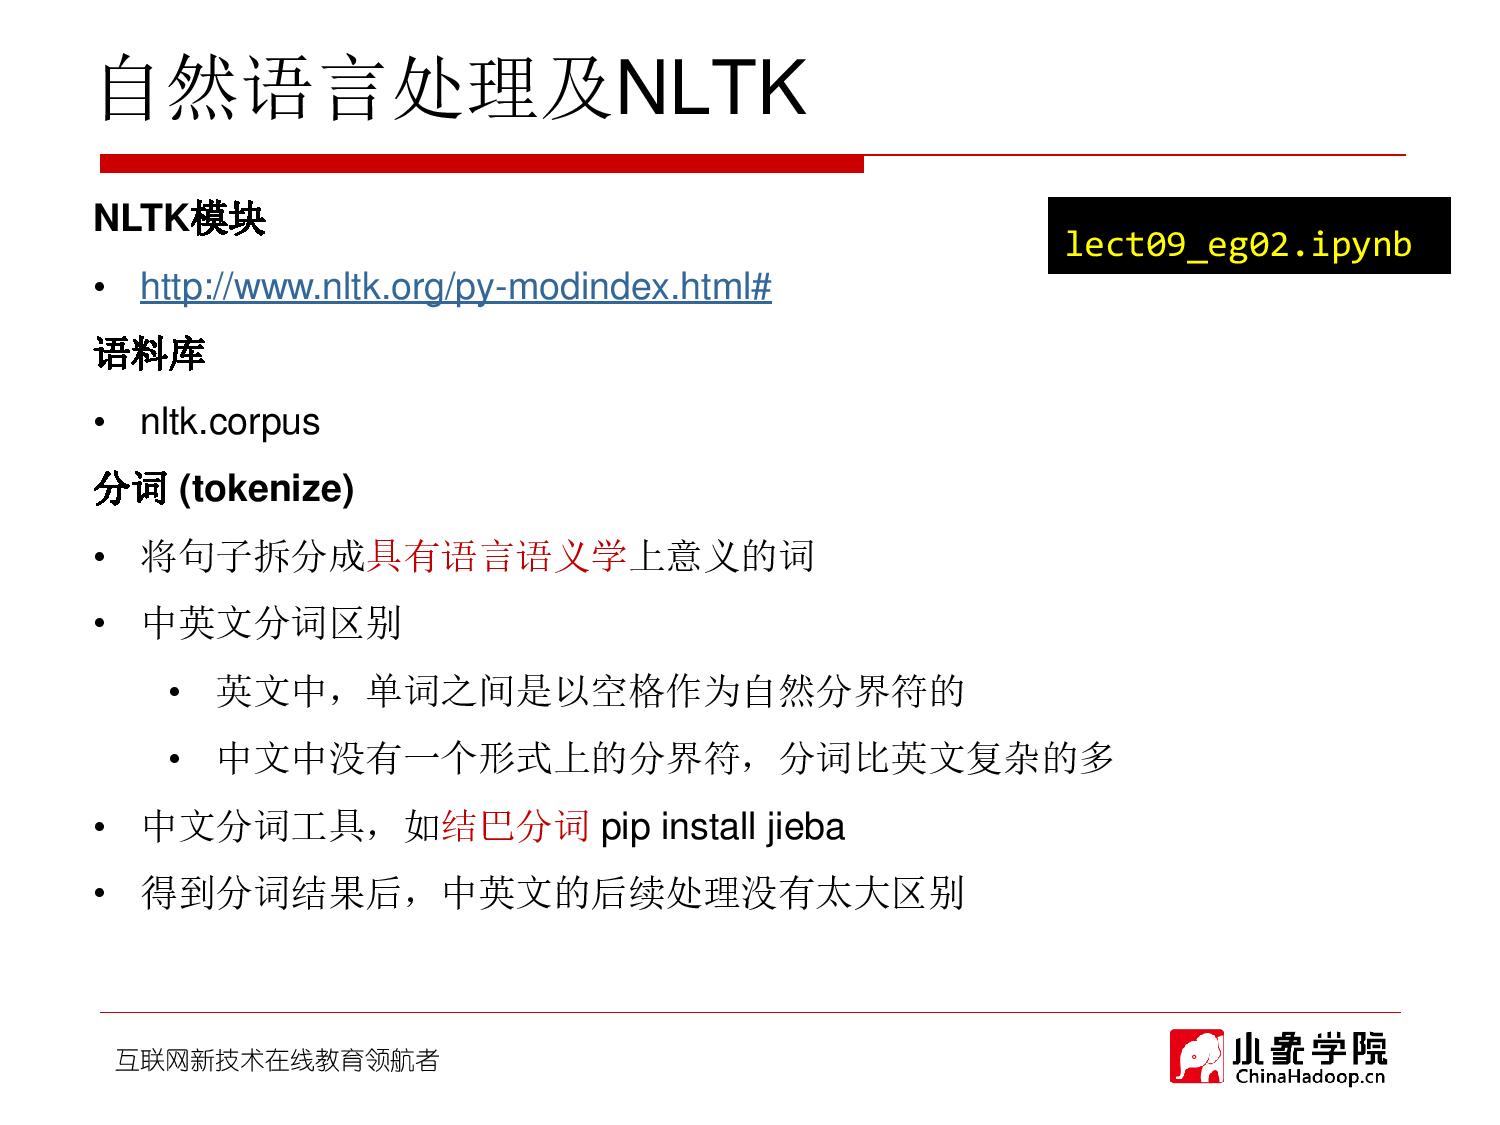 自然语言处理及NLTK
NLTK模块
lect09_eg02.ipynb
• http://www.nltk.org/py-modindex.html#
语料库
• nltk.corpus
分词 (tokenize)
• 将句子拆分成具有语言语义学上意义的词
• 中英文分词区别
• 英文中，单词之间是以空格作为自然分界符的
• 中文中没有一个形式上的分界符，分词比英文复杂的多
• 中文分词工具，如结巴分词 pip install jieba
• 得到分词结果后，中英文的后续处理没有太大区别
互联网新技术在线教育领航者
小象学院
ChinaHadoop.cn